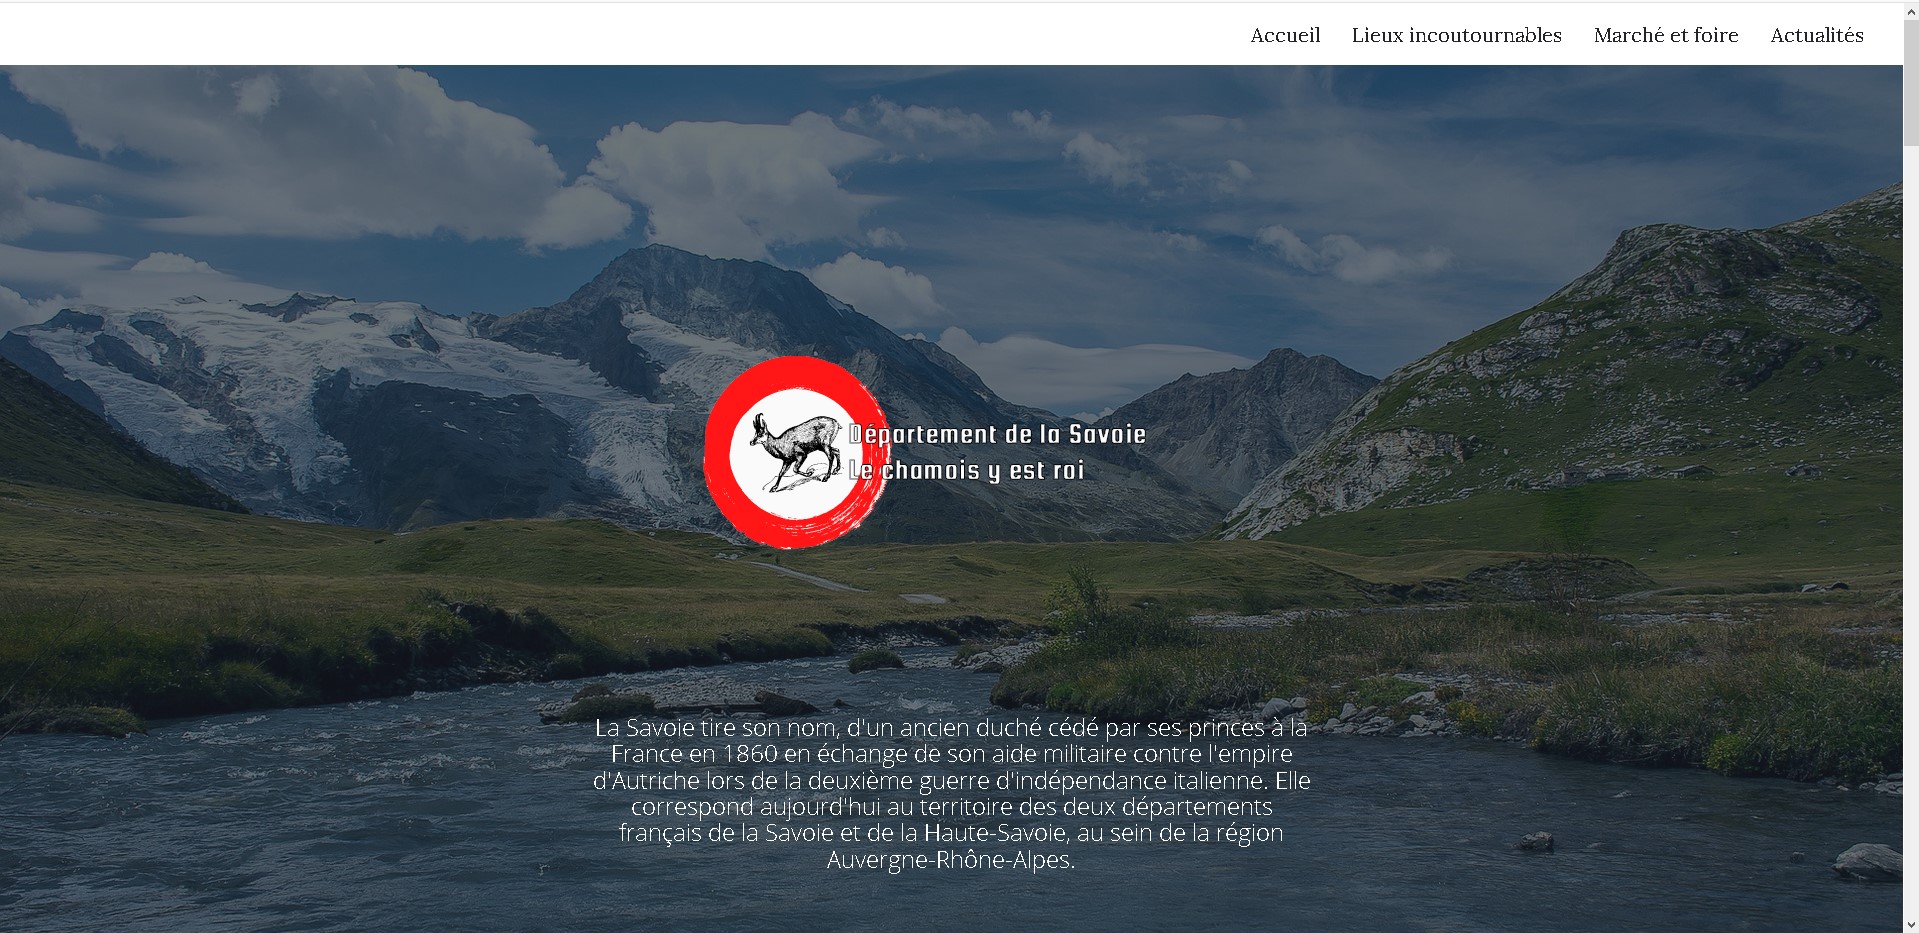 Accueil Lieux incoutournables Marché et foire Actualités
Département de la Savoie
Le chamois y est roi
La Savoie tire son nom, d'un ancien duché cédé par ses princes à la
France en 1860 en échange de son aide militaire contre l'empire
d'Autriche lors de la deuxième guerre d'indépendance italienne. Elle
correspond aujourd'hui au territoire des deux départements
français de la Savoie et de la Haute-Savoie, au sein de la région
Auvergne-Rhône-Alpes.